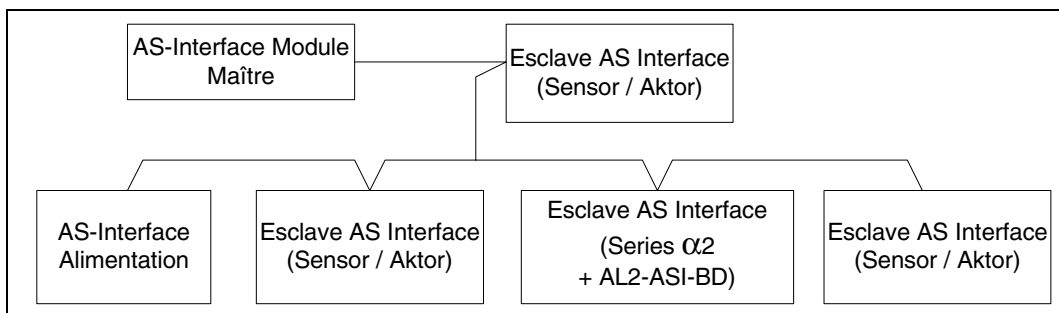 AS-Interface Module
Maître
Esclave AS Interface
(Sensor / Aktor)
AS-Interface
Alimentation
Esclave AS Interface
(Sensor / Aktor)
Esclave AS Interface
(Series α2
+ AL2-ASI-BD)
Esclave AS Interface
(Sensor / Aktor)